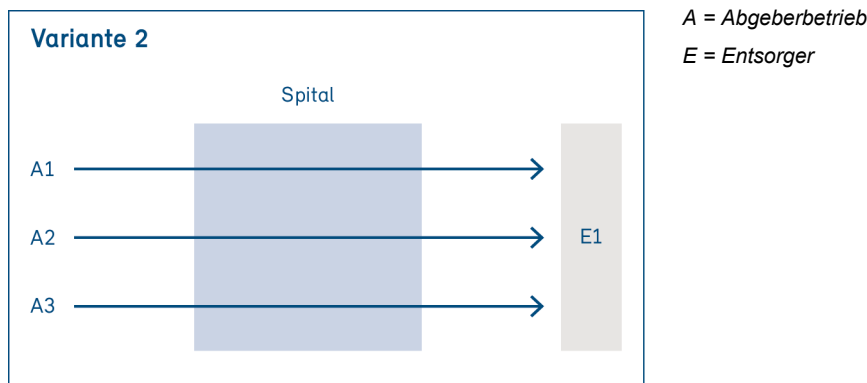 Variante 2
A = Abgeberbetrieb
E = Entsorger
Spital
A1
A2
E1
A3